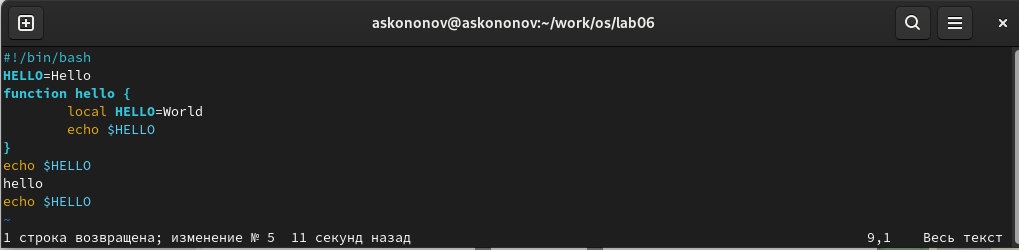 askononov@askononov:~/work/os/lab06
#!/bin/bash
HELLO=Hello
function hello {
        local HELLO=World
        echo $HELLO
}
echo $HELLO
hello
echo $HELLO
~
1 строка возвращена; изменение № 5  11 секунд назад    9,1    Весь текст